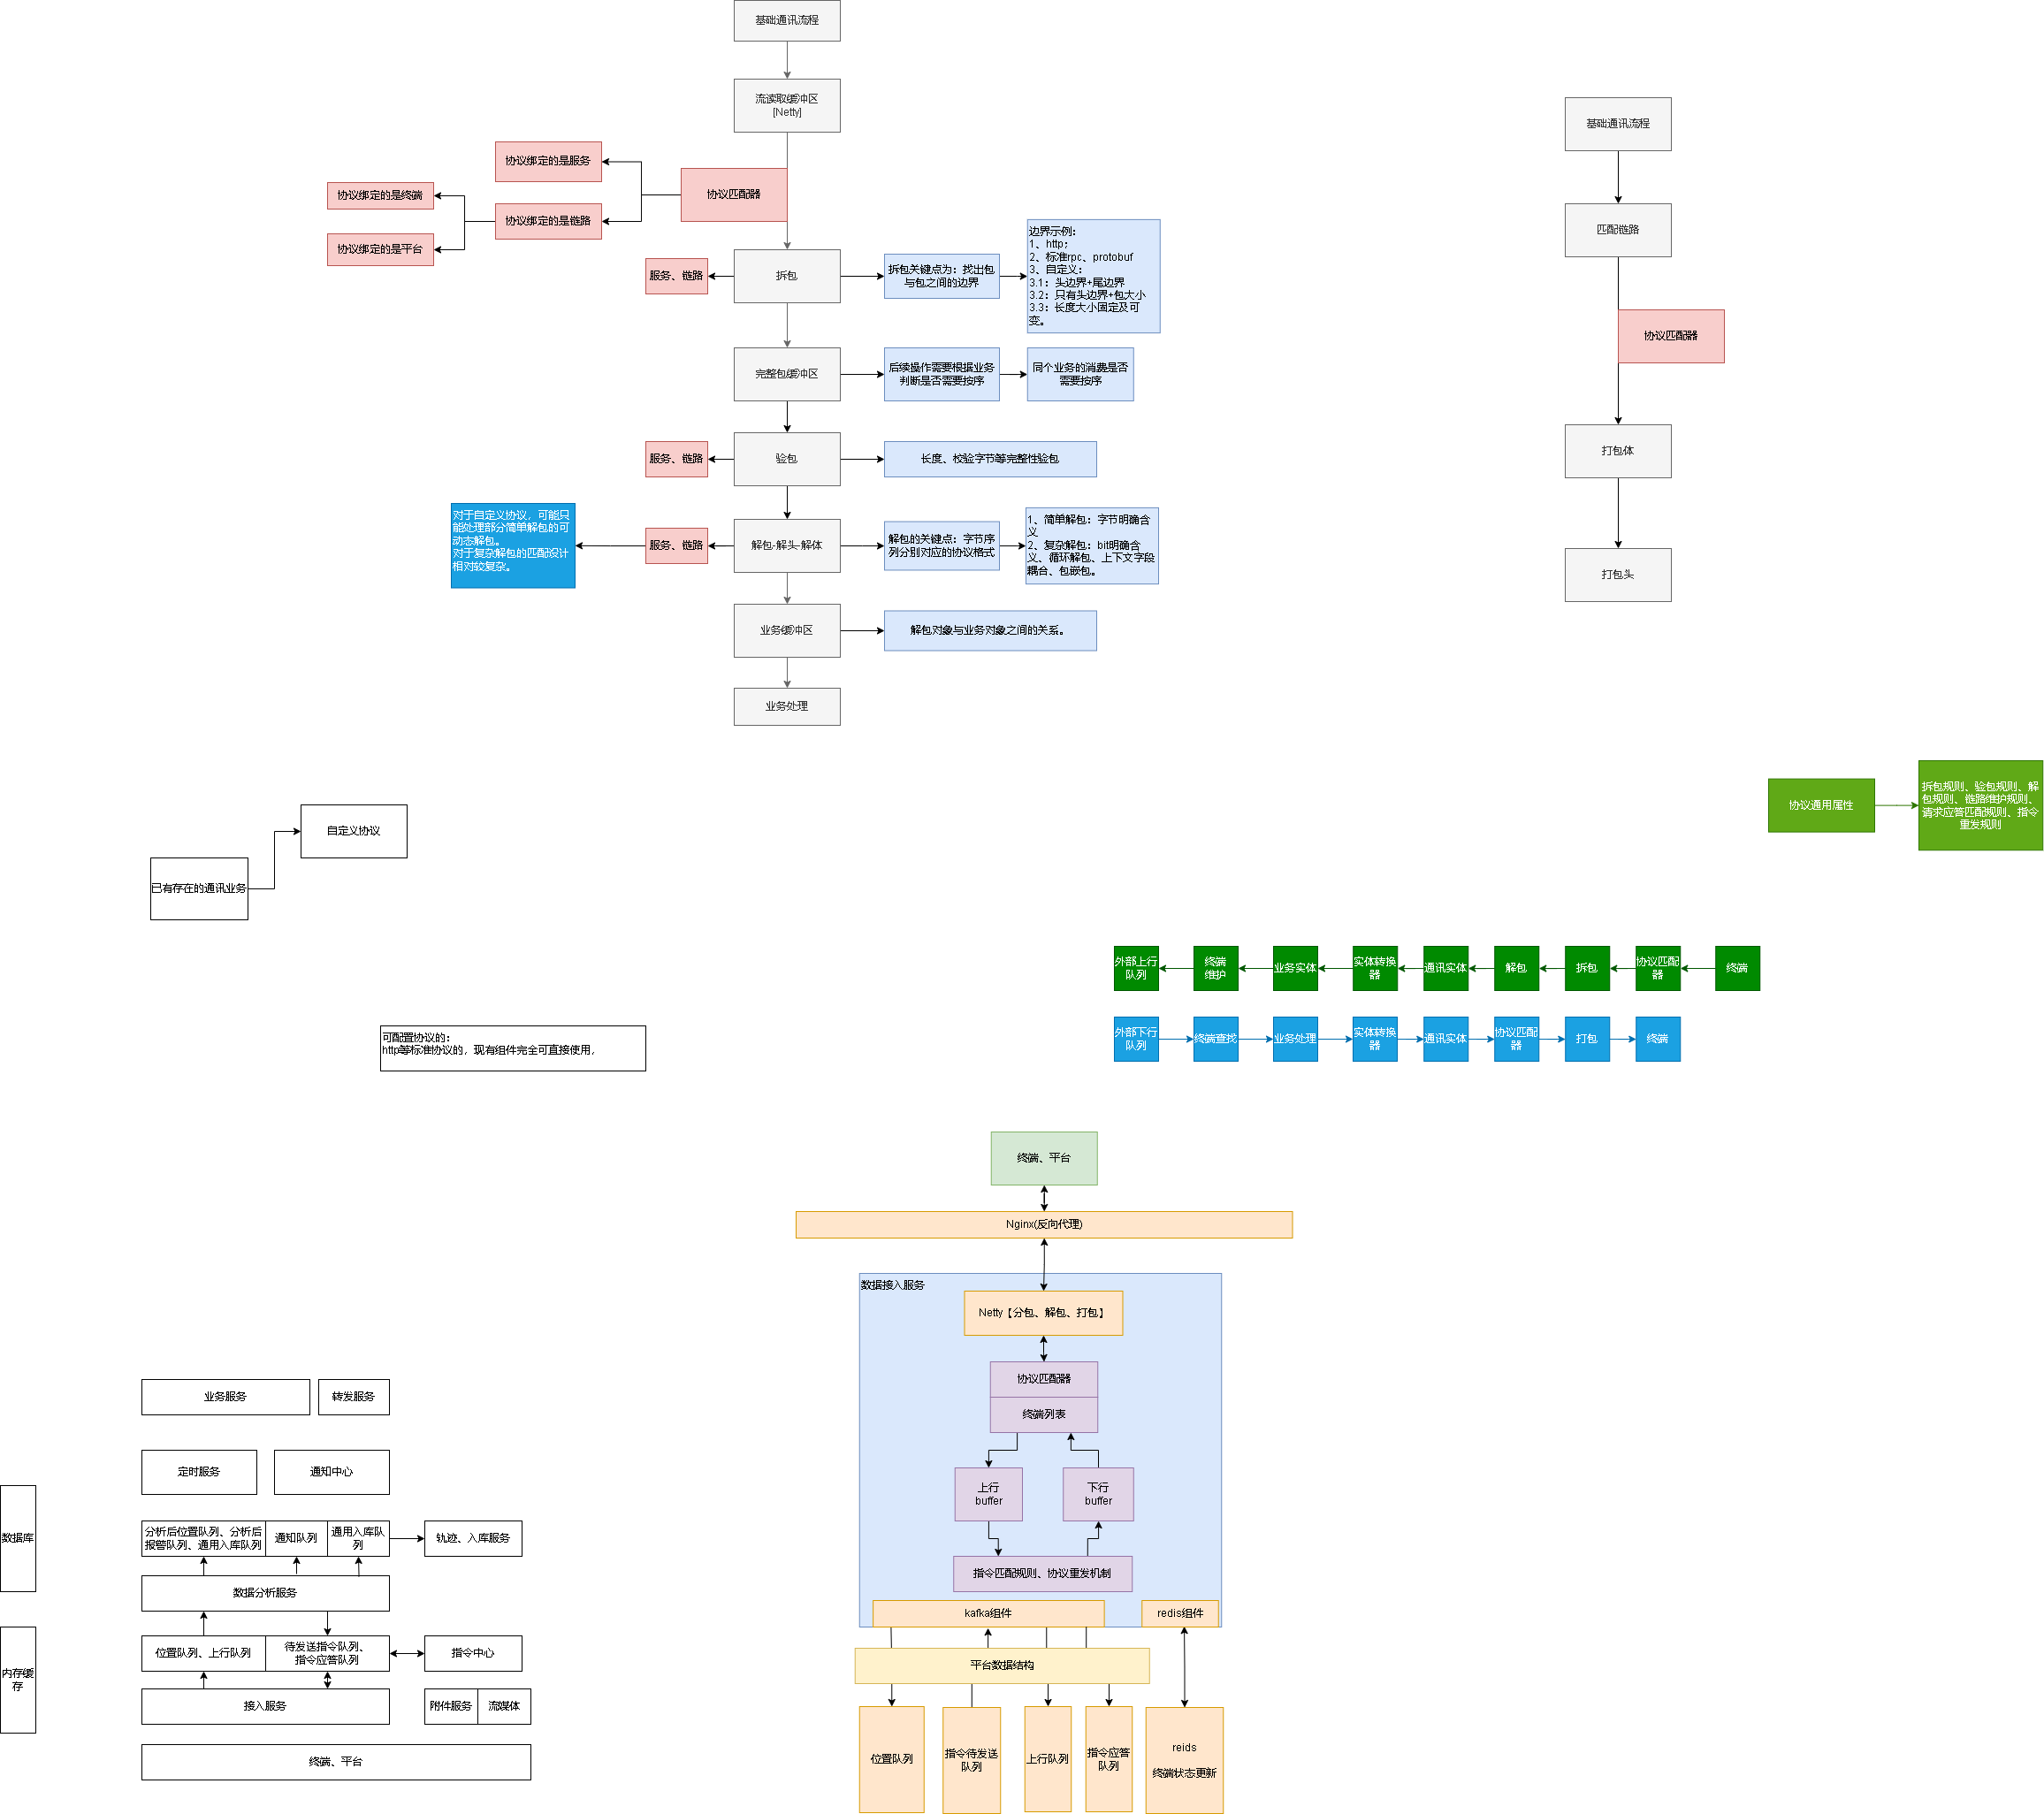 基础通讯流程
流读取缓冲区
[Netty]
协议匹配器
协议绑定的是服务
协议绑定的是链路
协议绑定的是终端
协议绑定的是平台
拆包
服务、链路
拆包关键点为：找出包
与包之间的边界
边界示例：
1、http；
2、标准rpc、protobuf
3、自定义：
3.1：头边界+尾边界
3.2：只有头边界+包大小
3.3：长度大小固定及可
变。
完整包缓冲区
后续操作需要根据业务
判断是否需要按序
同个业务的消费是否
需要按序
验包
服务、链路
长度、校验字节等完整性验包
解包-解头-解体
服务、链路
对于自定义协议，可能只
能处理部分简单解包的可
动态解包。
对于复杂解包的匹配设计
相对较复杂。
解包的关键点：字节序
列分别对应的协议格式
1、简单解包：字节明确含
义
2、复杂解包：bit明确含
义、循环解包、上下文字段
耦合、包嵌包。
业务缓冲区
解包对象与业务对象之间的关系。
业务处理
基础通讯流程
匹配链路
协议匹配器
打包体
打包头
协议通用属性
拆包规则、验包规则、解
包规则、链路维护规则、
请求应答匹配规则、指令
重发规则
自定义协议
已有存在的通讯业务
可配置协议的：
http等标准协议的，现有组件完全可直接使用，
外部上行
队列
终端
维护
业务实体
实体转换
器
通讯实体
解包
拆包
协议匹配
器
终端
外部下行
队列
终端查找
业务处理
实体转换
器
通讯实体
协议匹配
器
打包
终端
终端、平台
Nginx(反向代理)
数据接入服务
Netty【分包、解包、打包】
协议匹配器
终端列表
上行
buffer
下行
buffer
指令匹配规则、协议重发机制
kafka组件
redis组件
平台数据结构
位置队列
指令待发送
队列
上行队列
指令应答
队列
reids
终端状态更新
业务服务
转发服务
定时服务
通知中心
数据库
分析后位置队列、分析后
报警队列、通用入库队列
通知队列
通用入库队
列
轨迹、入库服务
数据分析服务
内存缓
存
位置队列、上行队列
待发送指令队列、
指令应答队列
指令中心
接入服务
附件服务
流媒体
终端、平台